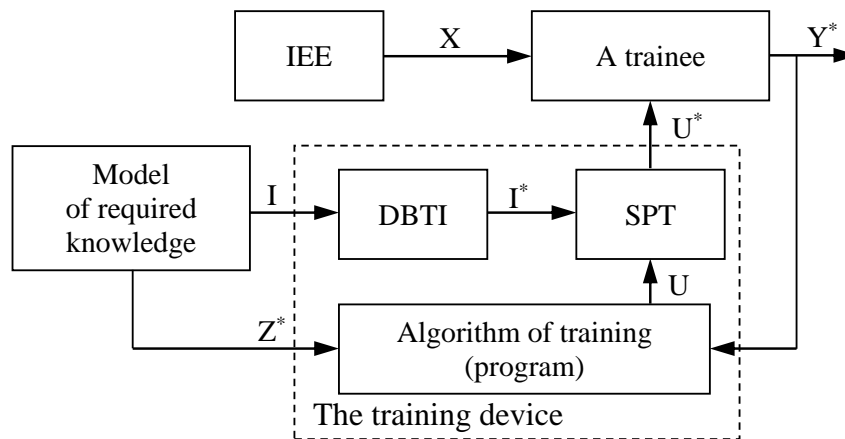 IEE
X
A trainee
Y*
U*
Model
of required
knowledge
I
DBTI
I*
SPT
U
Z*
Algorithm of training
(program)
The training device